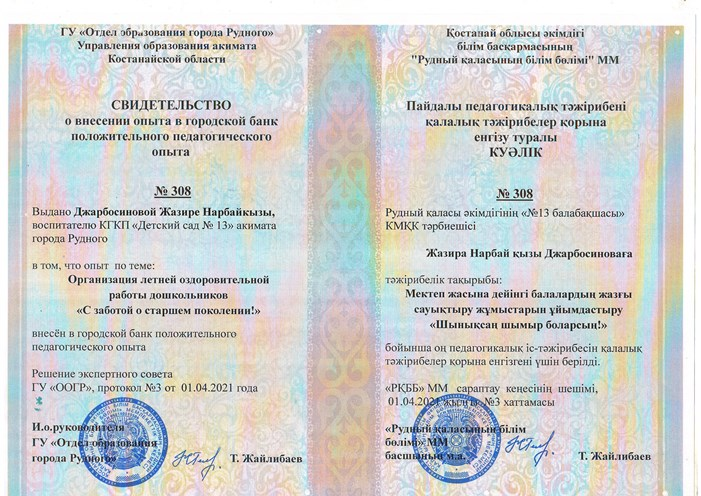 ГУ «Отдел образования города Рудного»
Управления образования акимата
Костанайской области
СВИДЕТЕЛЬСТВО
о внесении опыта в городской банк
положительного педагогического
опыта
№ 308
Выдано Джарбосиновой Жазире Нарбайкызы,
воспитателю КГКП «Детский сад № 13» акимата
города Рудного
в том, что опыт по теме:
Организация летней оздоровительной
работы дошкольников
«С заботой о старшем поколении!»
внесён в городской банк положительного
педагогического опыта
Решение экспертного совета
ГУ «ООГР», протокол №3 от 01.04.2021 года
И.о.руководителя
ГУ «Отдел образования
города Рудного»
Т. Жайлибаев
Қостанай облысы әкімдігі
білім басқармасының
"Рудный қаласының білім бөлімі" ММ
Пайдалы педагогикалық тәжірибені
қалалық тәжірибелер қорына
енгізу туралы
КУӘЛІК
№ 308
Рудный қаласы әкімдігінің «№13 балабақшасы»
КМҚК тәрбиешісі
Жазира Нарбай қызы Джарбосиноваға
тәжірибелік тақырыбы:
Мектеп жасына дейінгі балалардың жазғы
сауықтыру жұмыстарын ұйымдастыру
«Шынықсаң шымыр боларсың!»
бойынша оң педагогикалық іс-тәжірибесін қалалық
тәжірибелер қорына енгізгені үшін берілді.
«РҚББ» ММ сараптау кеңесінің шешімі,
01.04.2021 жылғы №3 хаттамасы
«Рудный қаласының білім
бөлімі» ММ
басшының м.а.
Т. Жайлибаев